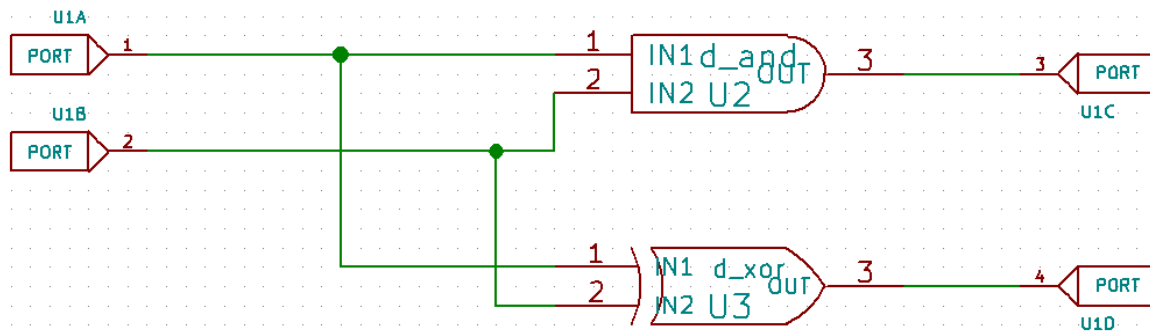 U1A
PORT
1
1
IN1
d_and
OUT
3
3
PORT
2
IN2
U2
U1C
U1B
PORT
2
1
IN1
d_xor
OUT
3
4
PORT
2
IN2
U3
U1D